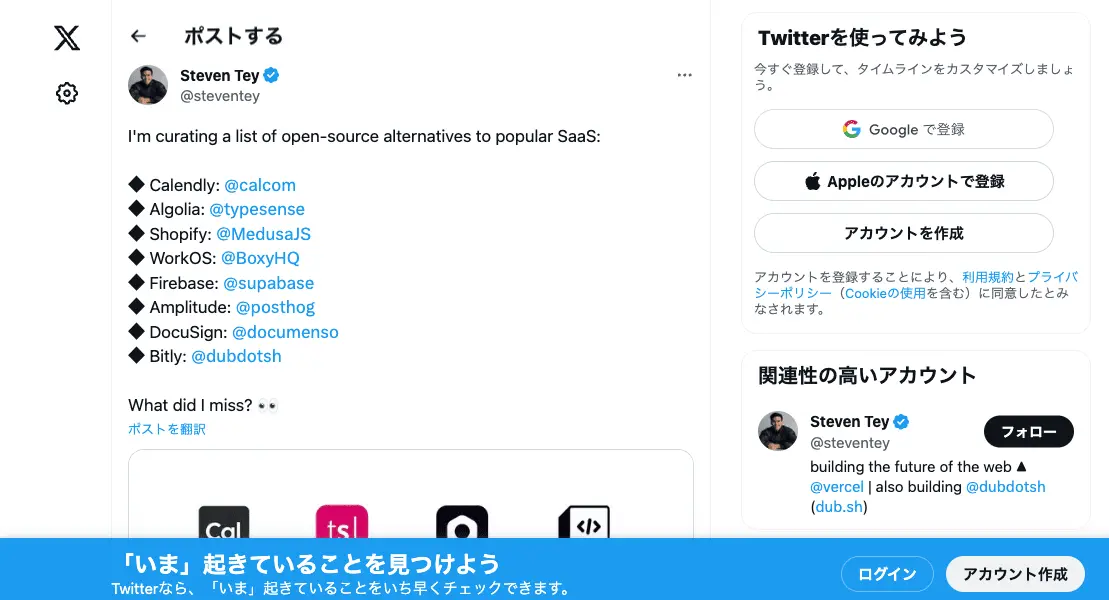 ポストする
Steven Tey
@steventey
I'm curating a list of open-source alternatives to popular SaaS:
◆ Calendly: @calcom
◆ Algolia: @typesense
◆ Shopify: @MedusaJS
◆ WorkOS: @BoxyHQ
◆ Firebase: @supabase
◆ Amplitude: @posthog
◆ DocuSign: @documenso
◆ Bitly: @dubdotsh
What did I miss? 👀
ポストを翻訳
Cal
ts|
</>
Twitterを使ってみよう
今すぐ登録して、タイムラインをカスタマイズしましょ
う。
Google で登録
Appleのアカウントで登録
アカウントを作成
アカウントを登録することにより、利用規約とプライバ
シーポリシー（Cookieの使用を含む）に同意したとみ
なされます。
関連性の高いアカウント
Steven Tey
@steventey
フォロー
building the future of the web ▲
@vercel | also building @dubdotsh
(dub.sh)
「いま」起きていることを見つけよう
Twitterなら、「いま」起きていることをいち早くチェックできます。
ログイン
アカウント作成